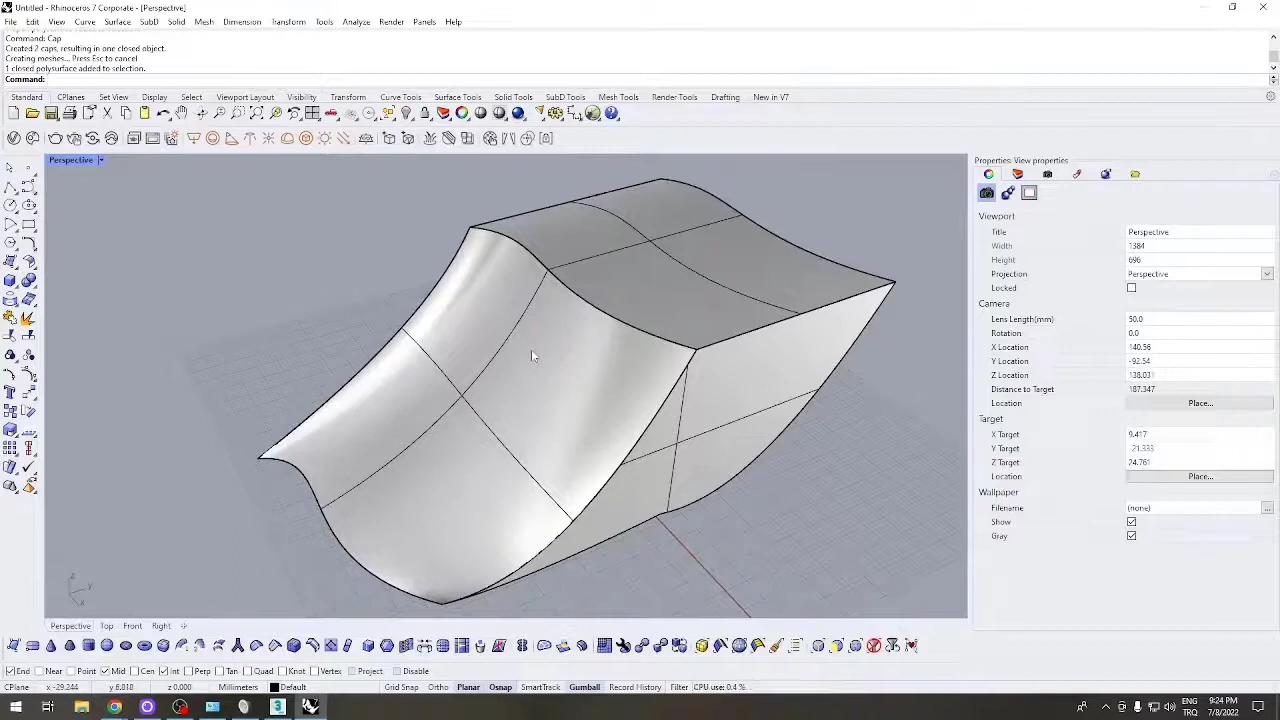 Untitled - Rhinoceros 7 Corporate - [Perspective]
File Edit View Curve Surface SubD Solid Mesh Dimension Transform Tools Analyze Render Panels Help
Command: Cap
Created 2 caps, resulting in one closed object.
Creating meshes... Press Esc to cancel
1 closed polysurface added to selection.
Command:
Standard CPlanes Set View Display Select Viewport Layout Visibility Transform Curve Tools Surface Tools Solid Tools SubD Tools Mesh Tools Render Tools Drafting New in V7
Perspective
Properties: View properties
Viewport
Title Perspective
Width 1384
Height 696
Projection Perspective
Locked
Camera
Lens Length(mm) 50.0
Rotation 0.0
X Location 140.56
Y Location -92.54
Z Location 138.031
Distance to Target 187.347
Location Place...
Target
X Target 9.417
Y Target -21.333
Z Target 24.761
Location Place...
Wallpaper
Filename (none) ...
Show
Gray
z
y
x
Perspective Top Front Right
End Near Point Mid Cen Int Perp Tan Quad Knot Vertex Project Disable
CPlane x -29.244 y 6.018 z 0.000 Millimeters Default Grid Snap Ortho Planar Osnap SmartTrack Gumball Record History Filter CPU use: 0.4 %
ENG 9:24 PM
TRQ 7/8/2022